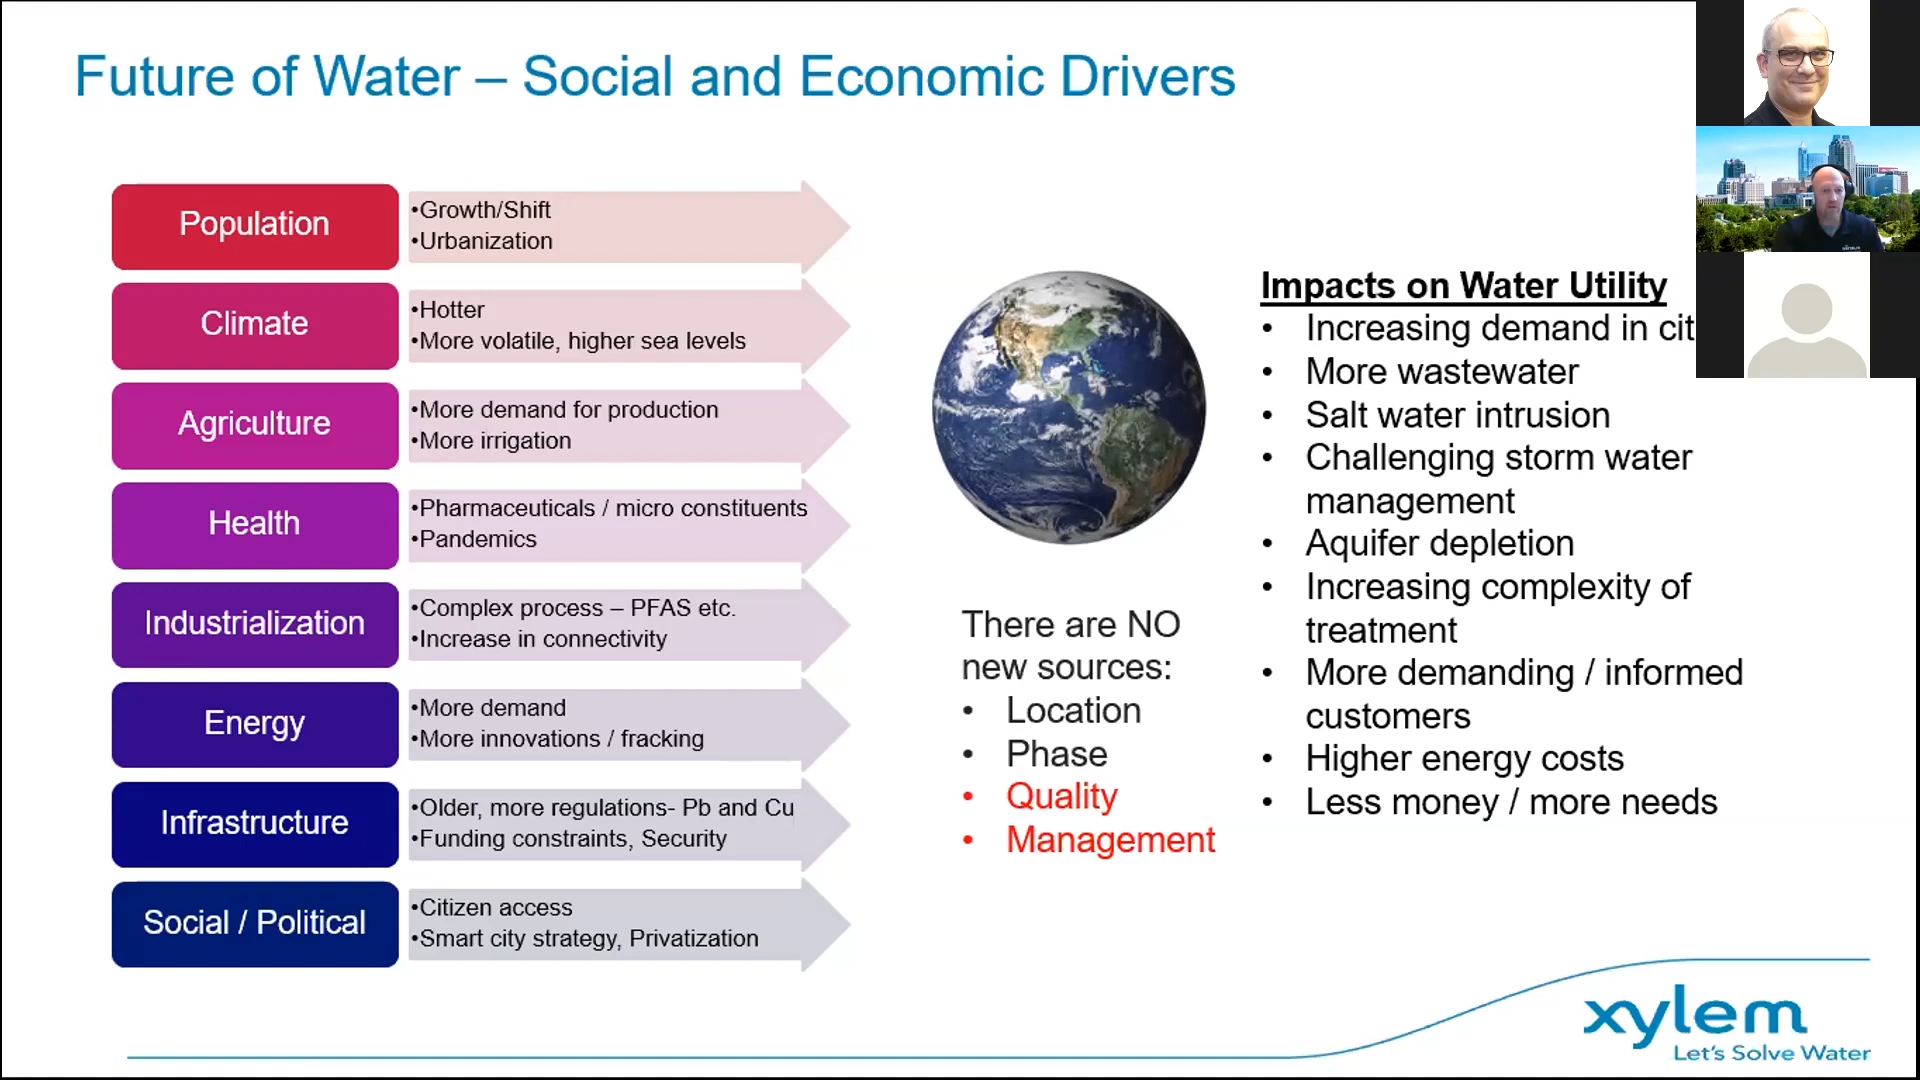 Future of Water – Social and Economic Drivers
Population
•Growth/Shift
•Urbanization
Climate
•Hotter
•More volatile, higher sea levels
Agriculture
•More demand for production
•More irrigation
Health
•Pharmaceuticals / micro constituents
•Pandemics
Industrialization
•Complex process – PFAS etc.
•Increase in connectivity
Energy
•More demand
•More innovations / fracking
Infrastructure
•Older, more regulations- Pb and Cu
•Funding constraints, Security
Social / Political
•Citizen access
•Smart city strategy, Privatization
There are NO
new sources:
• Location
• Phase
• Quality
• Management
Impacts on Water Utility
• Increasing demand in cit
• More wastewater
• Salt water intrusion
• Challenging storm water
management
• Aquifer depletion
• Increasing complexity of
treatment
• More demanding / informed
customers
• Higher energy costs
• Less money / more needs
xylem
Let's Solve Water